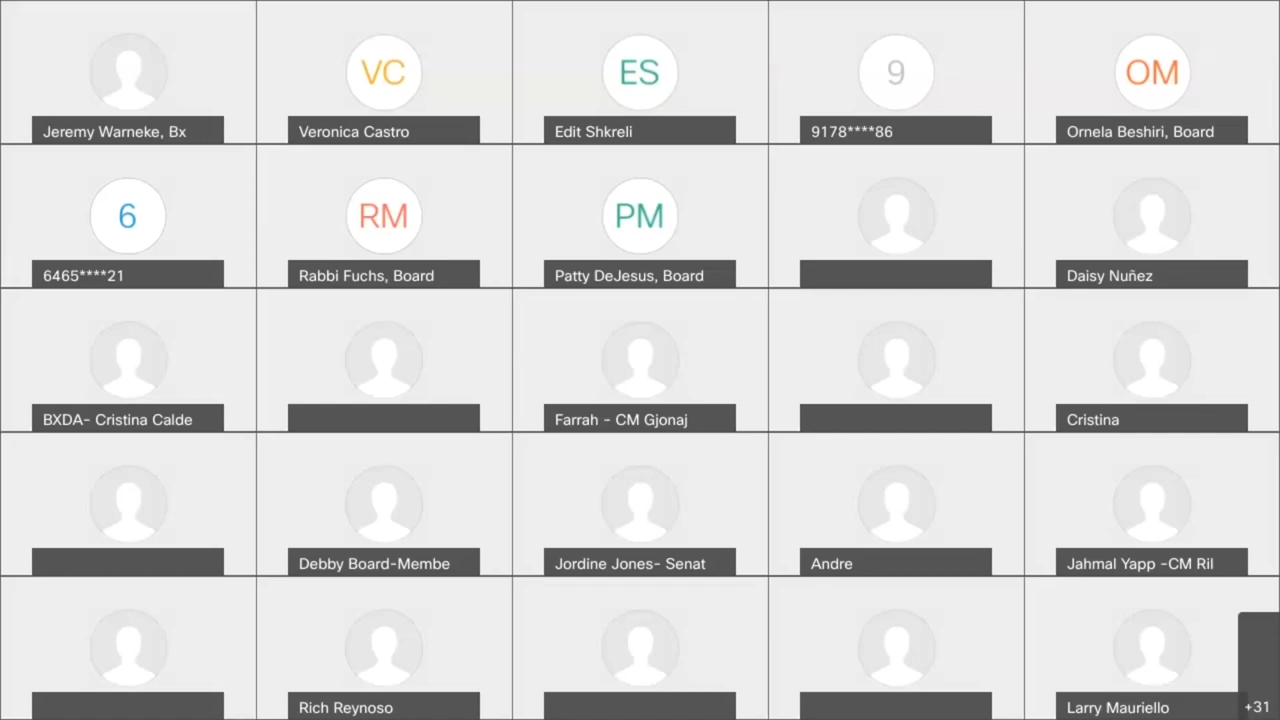 VC
ES
9
OM
Jeremy Warneke, Bx
Veronica Castro
Edit Shkreli
9178****86
Ornela Beshiri, Board
6
RM
PM
6465****21
Rabbi Fuchs, Board
Patty DeJesus, Board
Daisy Nuñez
BXDA- Cristina Calde
Farrah - CM Gjonaj
Cristina
Debby Board-Membe
Jordine Jones- Senat
Andre
Jahmal Yapp -CM Ril
Rich Reynoso
Larry Mauriello
+31